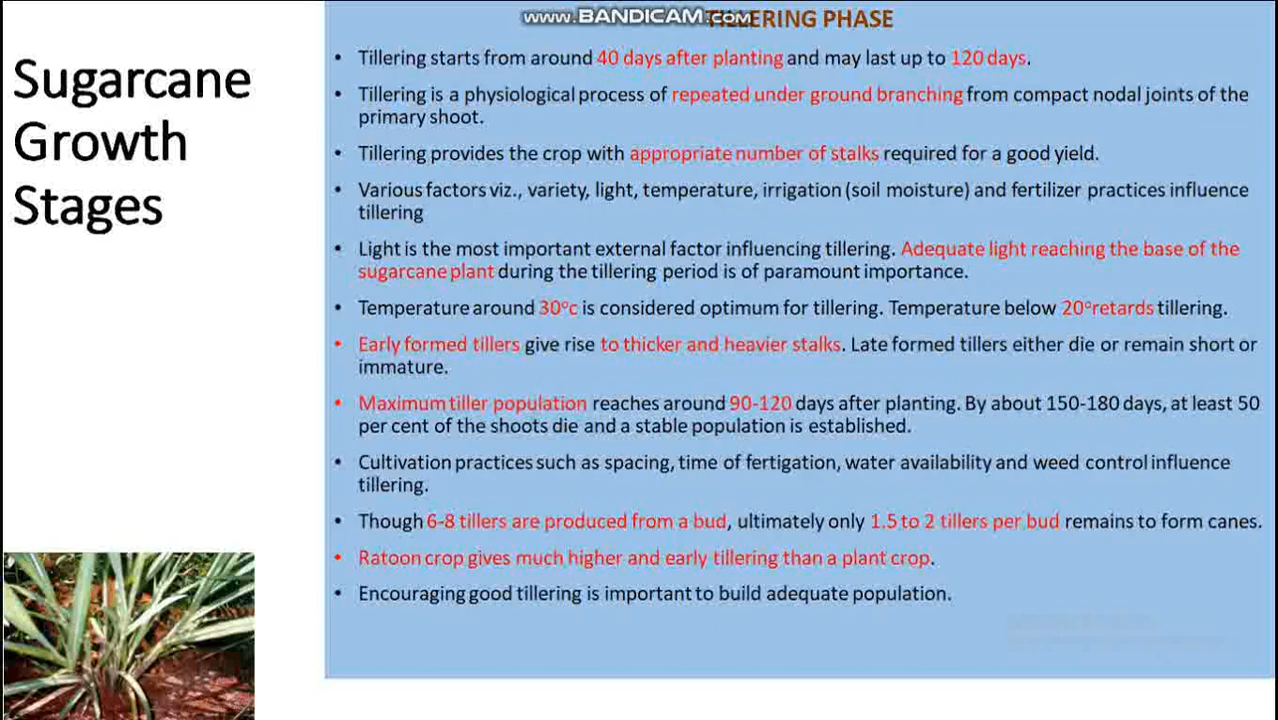 www.BANDICAM.com
TILLERING PHASE
Sugarcane
Growth
Stages
• Tillering starts from around 40 days after planting and may last up to 120 days.
• Tillering is a physiological process of repeated under ground branching from compact nodal joints of the
primary shoot.
• Tillering provides the crop with appropriate number of stalks required for a good yield.
• Various factors viz., variety, light, temperature, irrigation (soil moisture) and fertilizer practices influence
tillering
• Light is the most important external factor influencing tillering. Adequate light reaching the base of the
sugarcane plant during the tillering period is of paramount importance.
• Temperature around 30°c is considered optimum for tillering. Temperature below 20°retards tillering.
• Early formed tillers give rise to thicker and heavier stalks. Late formed tillers either die or remain short or
immature.
• Maximum tiller population reaches around 90-120 days after planting. By about 150-180 days, at least 50
per cent of the shoots die and a stable population is established.
• Cultivation practices such as spacing, time of fertigation, water availability and weed control influence
tillering.
• Though 6-8 tillers are produced from a bud, ultimately only 1.5 to 2 tillers per bud remains to form canes.
• Ratoon crop gives much higher and early tillering than a plant crop.
• Encouraging good tillering is important to build adequate population.